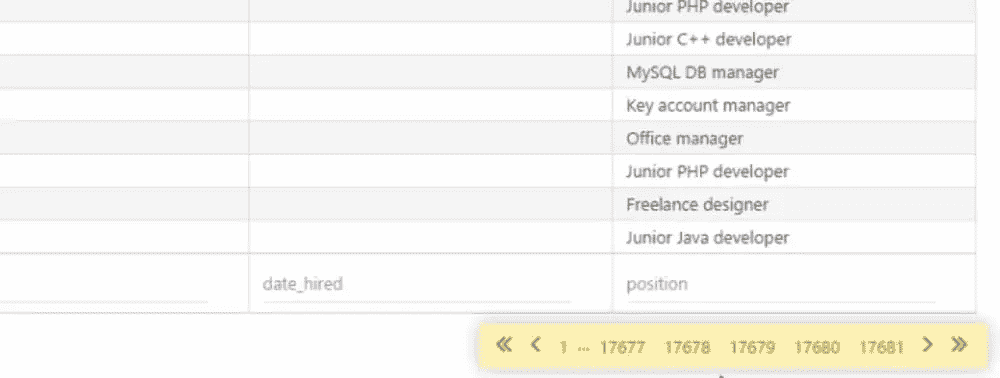 Junior PHP developer
Junior C++ developer
MySQL DB manager
Key account manager
Office manager
Junior PHP developer
Freelance designer
Junior Java developer
date_hired position
« < 1 ... 17677 17678 17679 17680 17681 > »